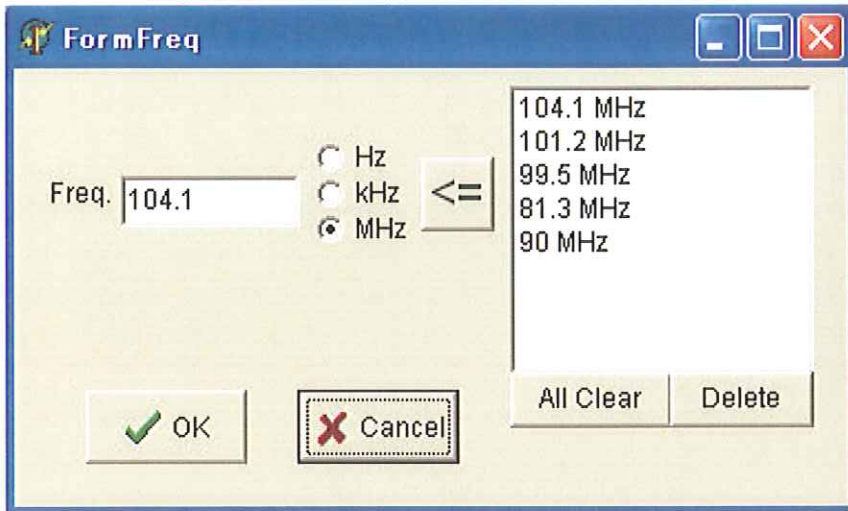 FormFreq
Freq. 104.1
Hz
kHz
MHz
<=
104.1 MHz
101.2 MHz
99.5 MHz
81.3 MHz
90 MHz
All Clear
Delete
OK
Cancel